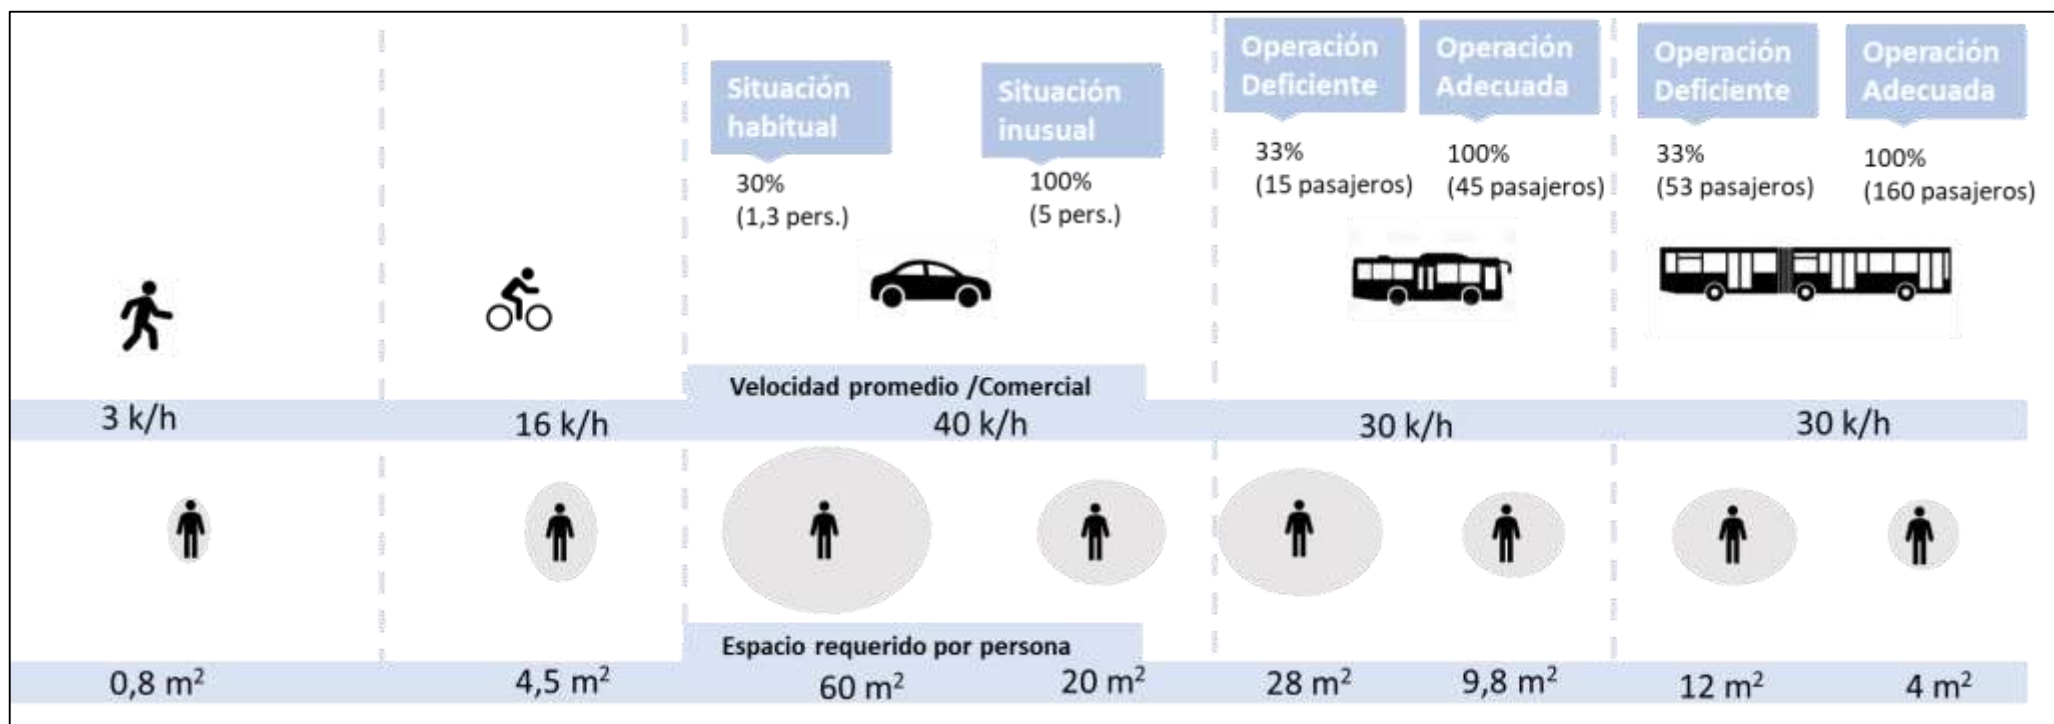 Situación
habitual
Situación
inusual
Operación
Deficiente
Operación
Adecuada
Operación
Deficiente
Operación
Adecuada
30%
(1,3 pers.)
100%
(5 pers.)
33%
(15 pasajeros)
100%
(45 pasajeros)
33%
(53 pasajeros)
100%
(160 pasajeros)
Velocidad promedio /Comercial
3 k/h
16 k/h
40 k/h
30 k/h
30 k/h
Espacio requerido por persona
0,8 m²
4,5 m²
60 m²
20 m²
28 m²
9,8 m²
12 m²
4 m²